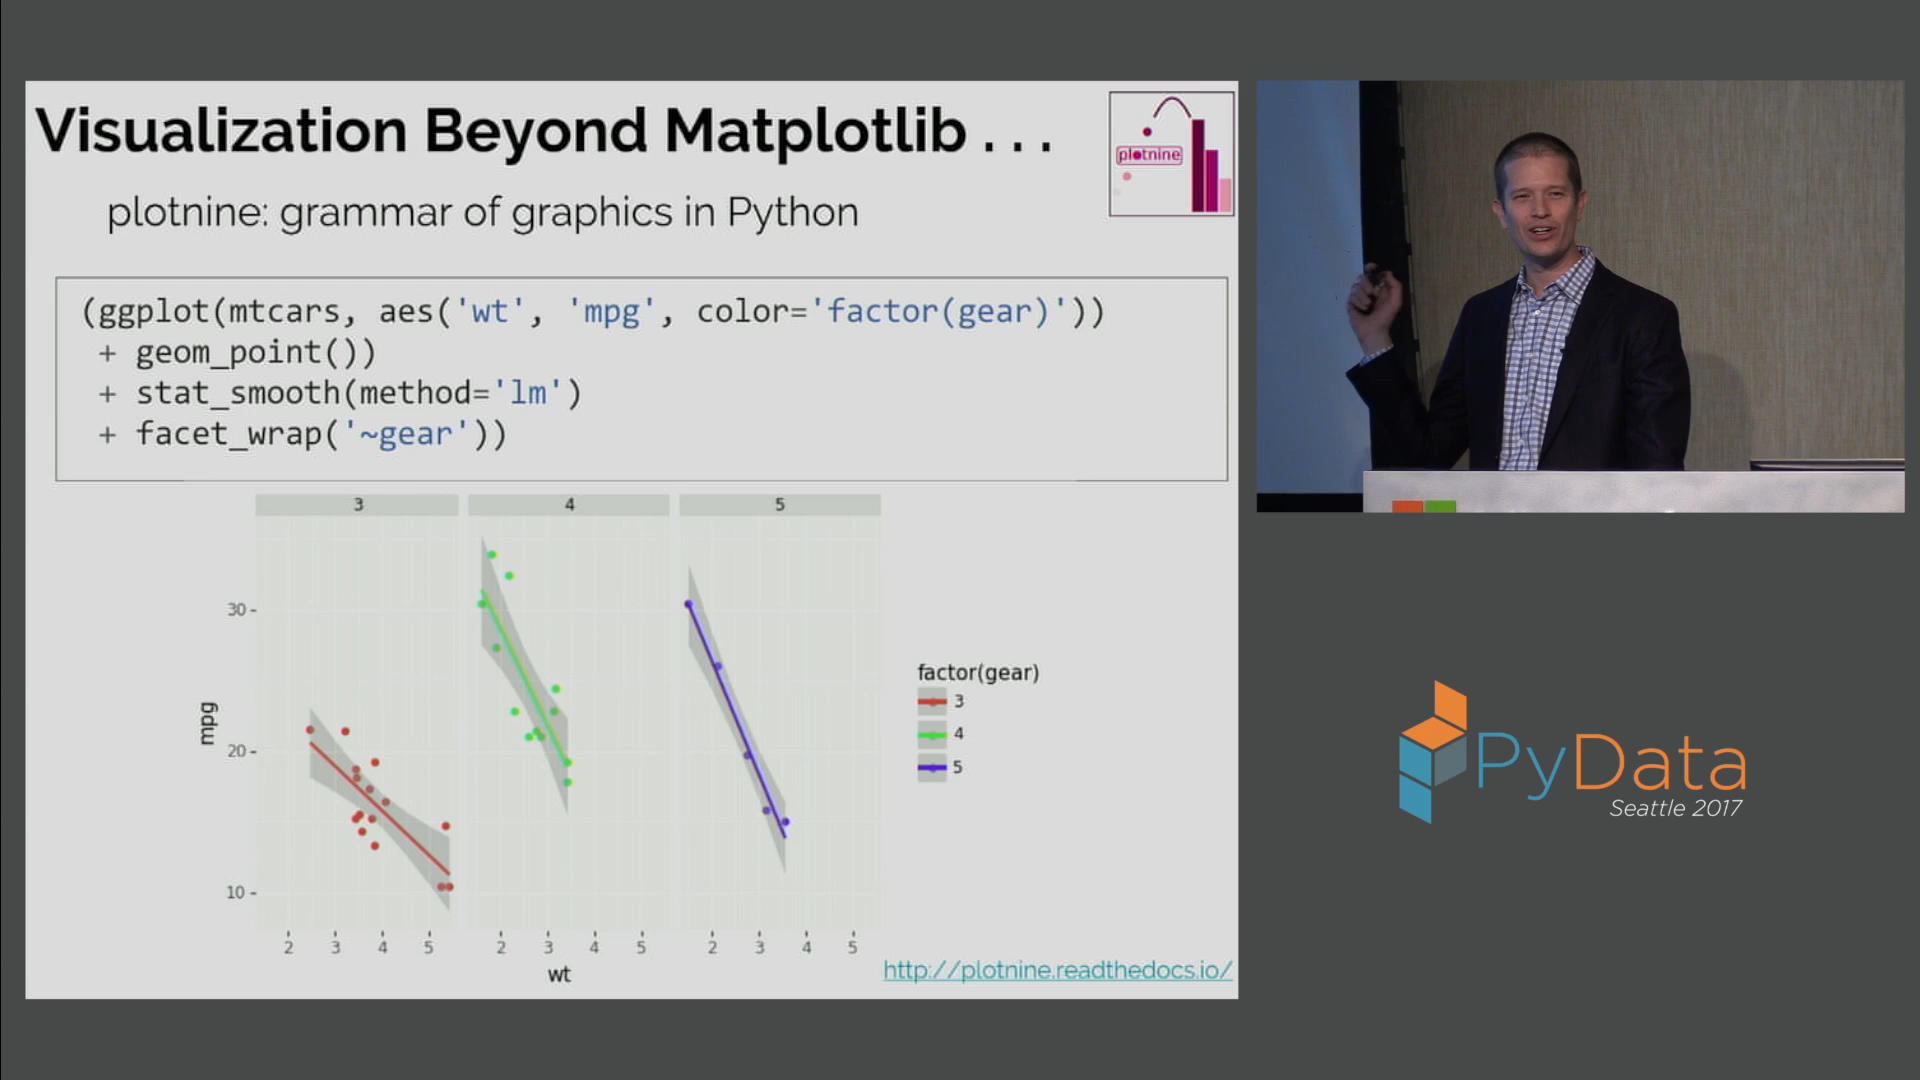 Visualization Beyond Matplotlib . . .
plotnine
plotnine: grammar of graphics in Python
(ggplot(mtcars, aes('wt', 'mpg', color='factor(gear)'))
+ geom_point())
+ stat_smooth(method='lm')
+ facet_wrap('~gear'))
3 4 5
30
20
10
mpg
2 3 4 5 2 3 4 5 2 3 4 5
wt
factor(gear)
3
4
5
http://plotnine.readthedocs.io/
PyData
Seattle 2017